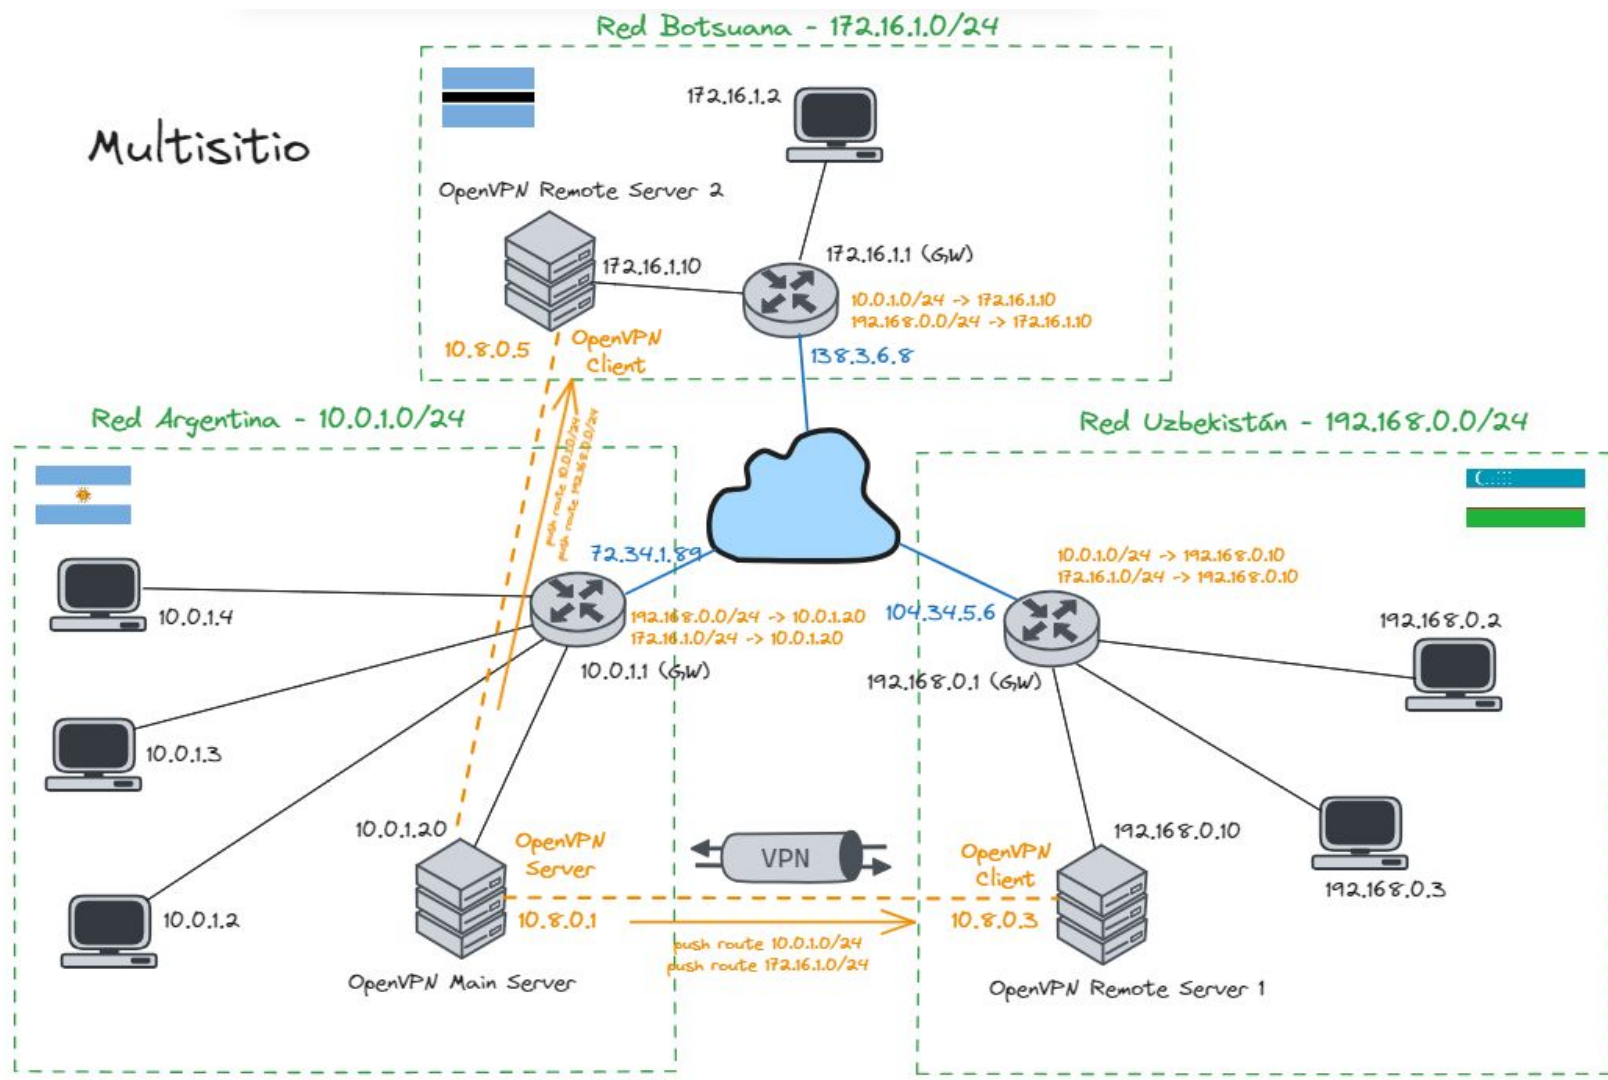 Red Botsuana - 172.16.1.0/24
Multisitio
172.16.1.2
OpenVPN Remote Server 2
172.16.1.10
172.16.1.1 (GW)
10.0.1.0/24 -> 172.16.1.10
192.168.0.0/24 -> 172.16.1.10
10.8.0.5
OpenVPN
Client
138.3.6.8
Red Argentina - 10.0.1.0/24
push route 10.0.1.0/24
push route 192.168.0.0/24
72.34.1.89
192.168.0.0/24 -> 10.0.1.20
172.16.1.0/24 -> 10.0.1.20
10.0.1.1 (GW)
10.0.1.4
10.0.1.3
10.0.1.2
10.0.1.20
OpenVPN
Server
10.8.0.1
OpenVPN Main Server
VPN
push route 10.0.1.0/24
push route 172.16.1.0/24
Red Uzbekistán - 192.168.0.0/24
10.0.1.0/24 -> 192.168.0.10
172.16.1.0/24 -> 192.168.0.10
104.34.5.6
192.168.0.1 (GW)
192.168.0.2
192.168.0.3
192.168.0.10
OpenVPN
Client
10.8.0.3
OpenVPN Remote Server 1